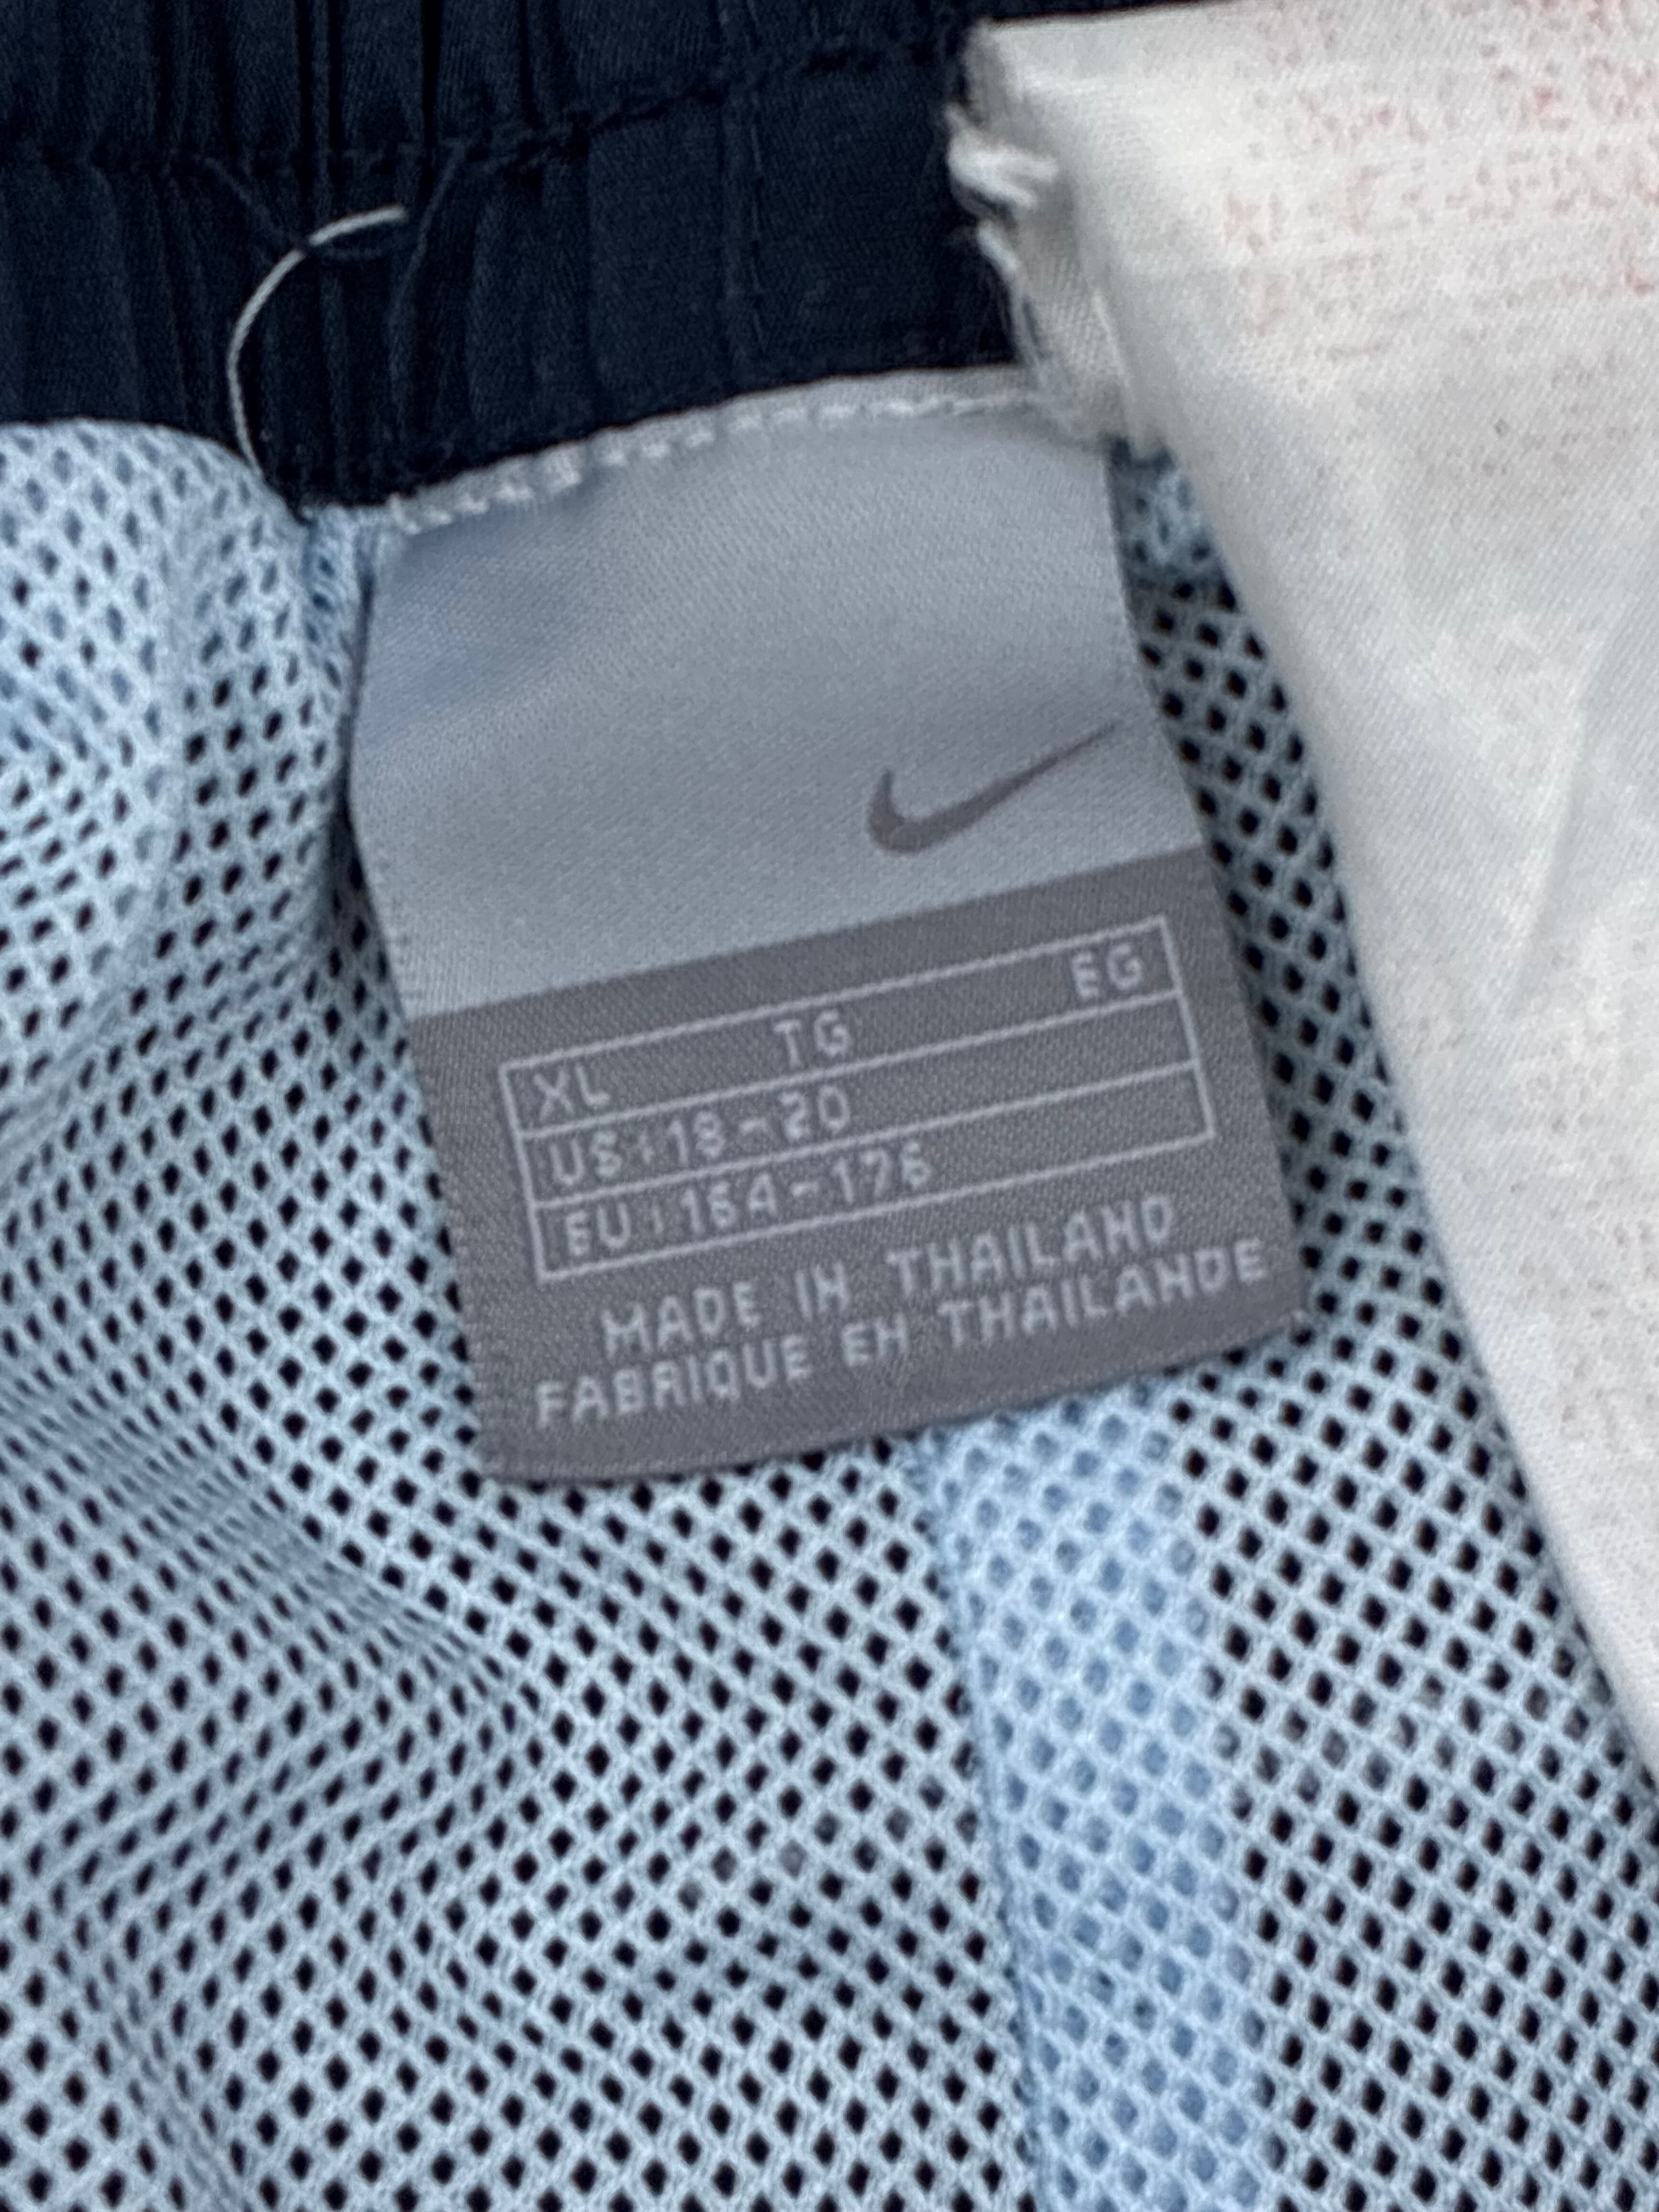 XL TG EG
US:18-20
EU:164-176
MADE IN THAILAND
FABRIQUE EN THAILANDE